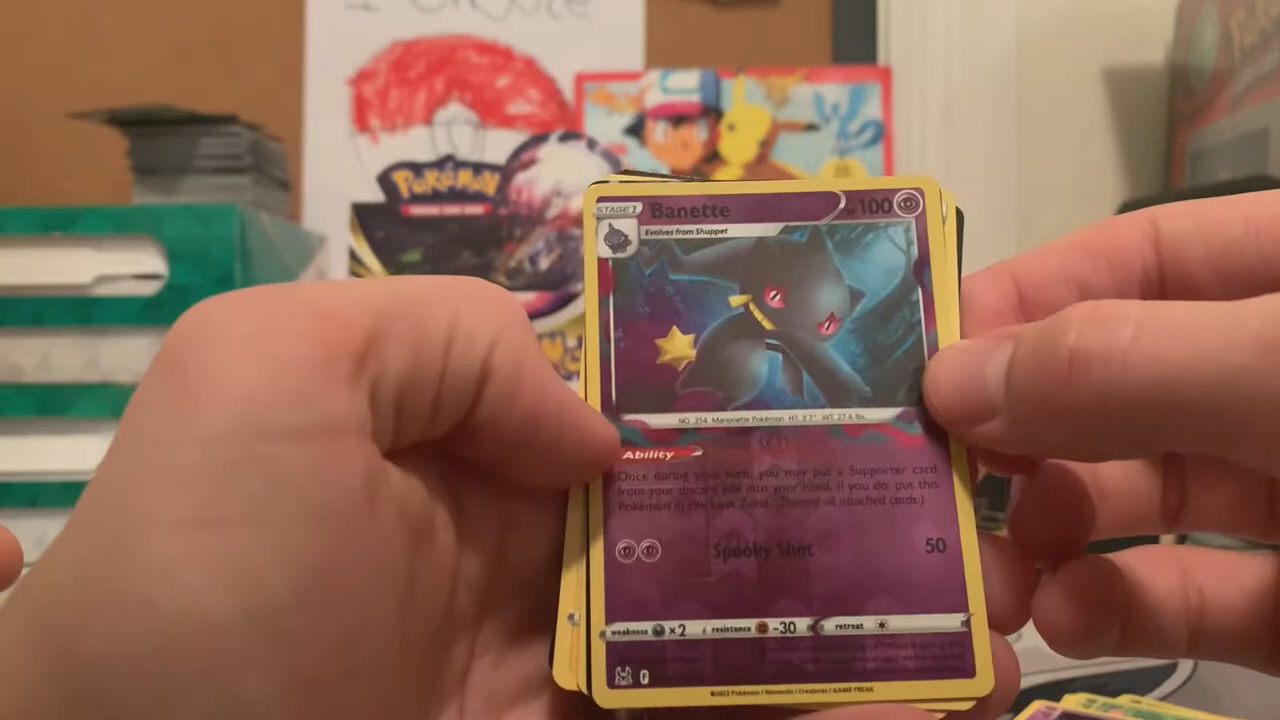 I choose
POKÉMON
STAGE 1
Banette
100
Evolves from Shuppet
NO. 354 Marionette Pokémon HT: 3'7" WT: 27.6 lbs.
Ability
Once during your turn, you may put a Supporter card
from your discard pile into your hand. If you do, put this
Pokémon in the Lost Zone. (Discard all attached cards.)
Spooky Shot
50
weakness ×2 resistance -30 retreat
F
©2022 Pokémon / Nintendo / Creatures / GAME FREAK